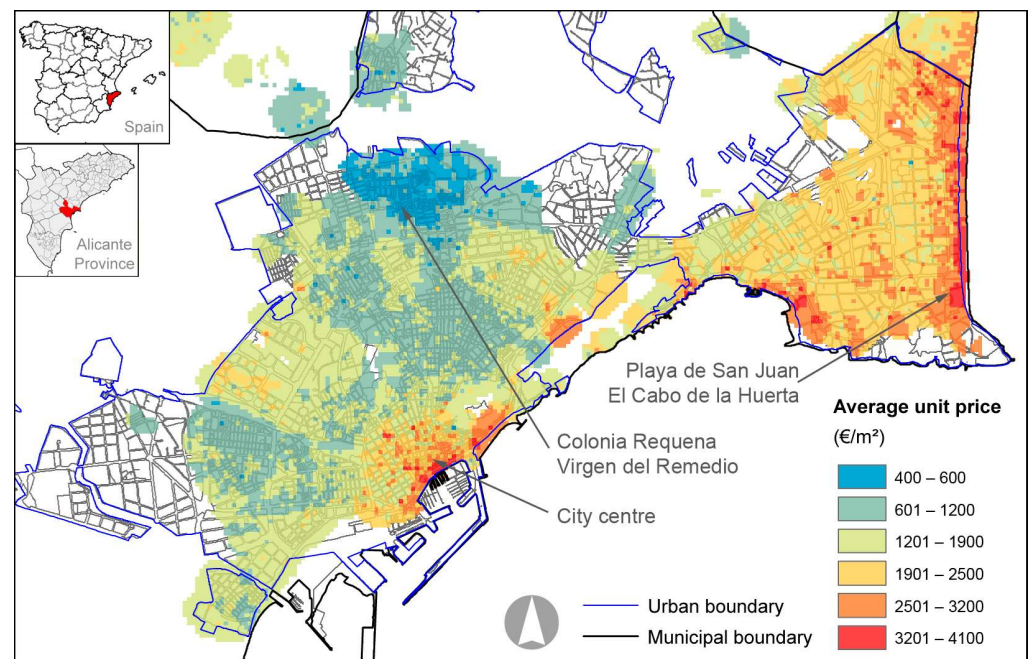 Spain
Alicante
Province
Playa de San Juan
El Cabo de la Huerta
Colonia Requena
Virgen del Remedio
City centre
Average unit price
(€/m²)
400 – 600
601 – 1200
1201 – 1900
1901 – 2500
2501 – 3200
3201 – 4100
Urban boundary
Municipal boundary